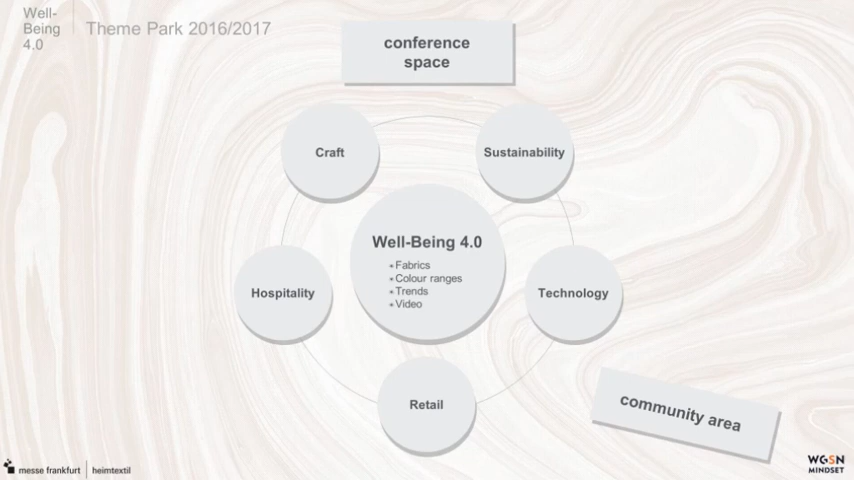 Well-
Being
4.0
Theme Park 2016/2017
conference
space
Craft
Sustainability
Well-Being 4.0
• Fabrics
• Colour ranges
• Trends
• Video
Hospitality
Technology
Retail
community area
messe frankfurt
heimtextil
WGSN
MINDSET